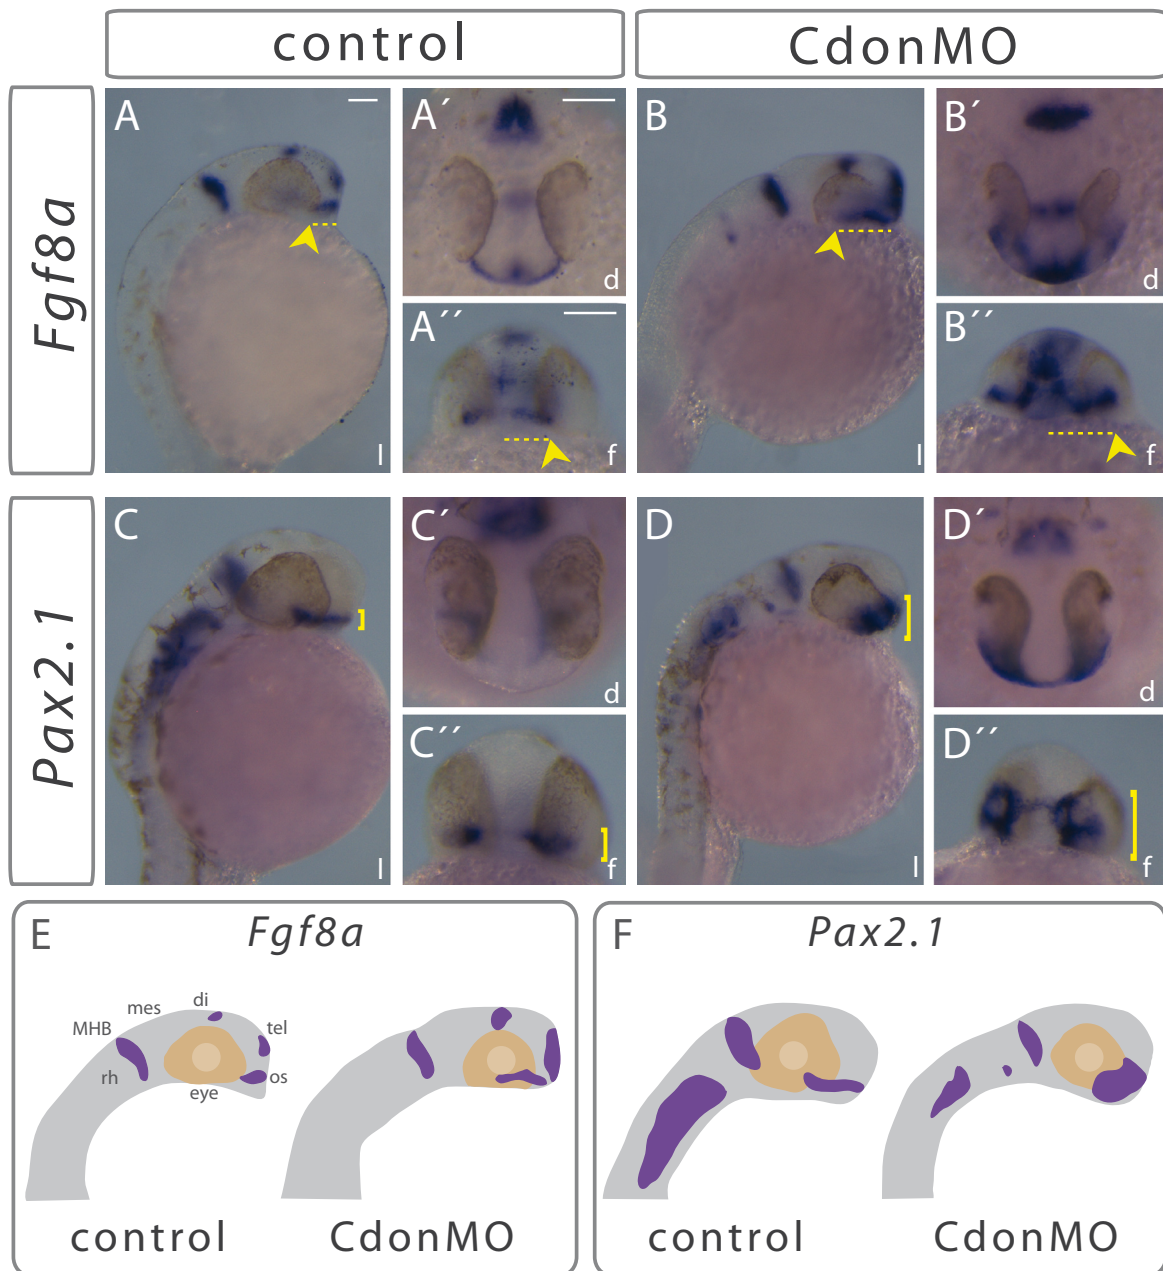 control
CdonMO
Fgf8a
A
A´
d
A´´
f
l
B
B´
d
B´´
f
l
Pax2.1
C
C´
d
C´´
f
l
D
D´
d
D´´
f
l
E
Fgf8a
di
mes
tel
MHB
rh
os
eye
control
CdonMO
F
Pax2.1
control
CdonMO